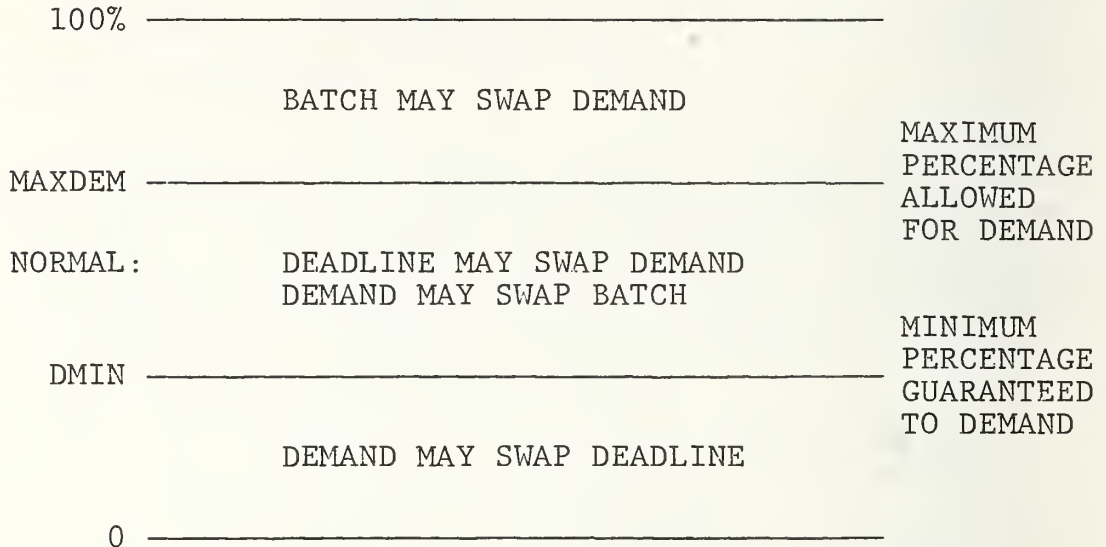 100%
BATCH MAY SWAP DEMAND
MAXDEM
MAXIMUM
PERCENTAGE
ALLOWED
FOR DEMAND
NORMAL: DEADLINE MAY SWAP DEMAND
DEMAND MAY SWAP BATCH
DMIN
MINIMUM
PERCENTAGE
GUARANTEED
TO DEMAND
DEMAND MAY SWAP DEADLINE
0